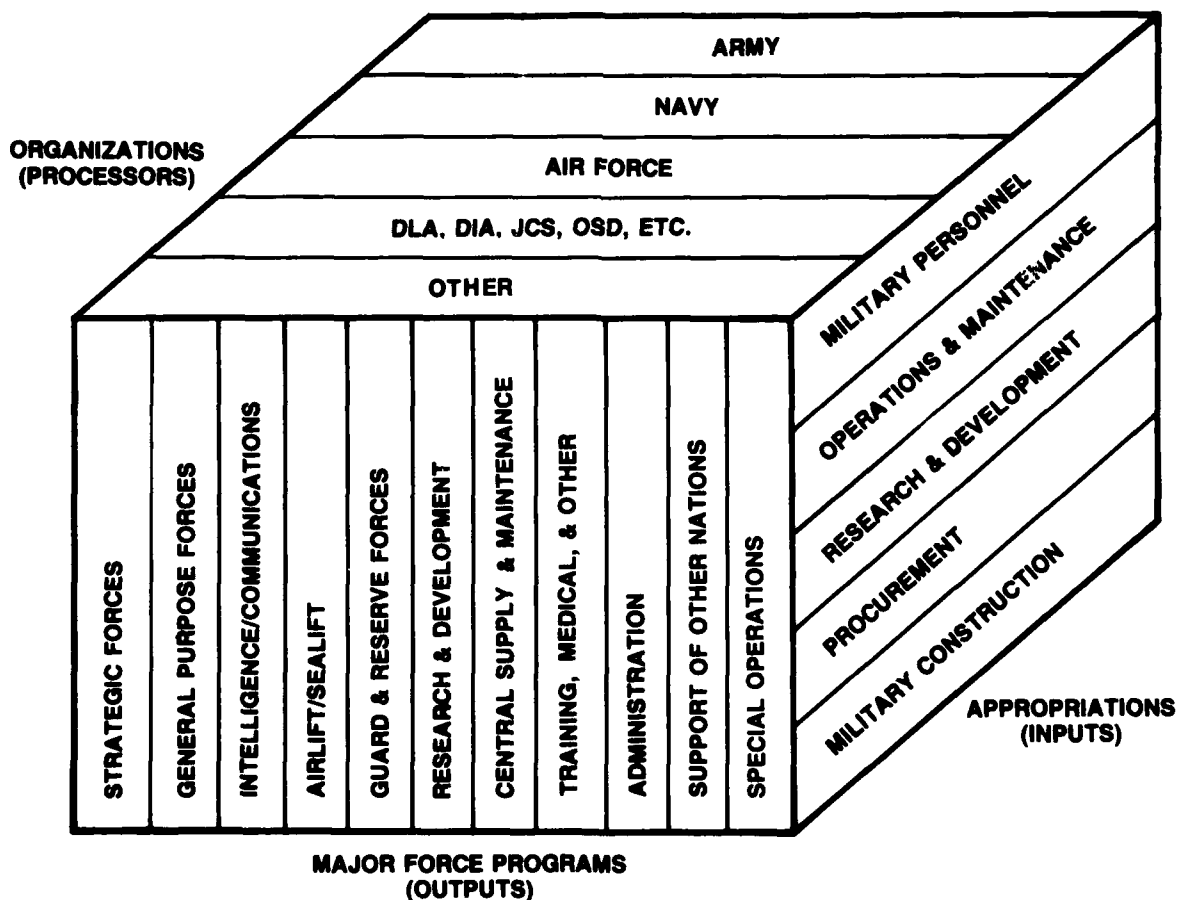 ARMY
NAVY
AIR FORCE
DLA, DIA, JCS, OSD, ETC.
OTHER
ORGANIZATIONS
(PROCESSORS)
STRATEGIC FORCES
GENERAL PURPOSE FORCES
INTELLIGENCE/COMMUNICATIONS
AIRLIFT/SEALIFT
GUARD & RESERVE FORCES
RESEARCH & DEVELOPMENT
CENTRAL SUPPLY & MAINTENANCE
TRAINING, MEDICAL, & OTHER
ADMINISTRATION
SUPPORT OF OTHER NATIONS
SPECIAL OPERATIONS
MAJOR FORCE PROGRAMS
(OUTPUTS)
MILITARY PERSONNEL
OPERATIONS & MAINTENANCE
RESEARCH & DEVELOPMENT
PROCUREMENT
MILITARY CONSTRUCTION
APPROPRIATIONS
(INPUTS)